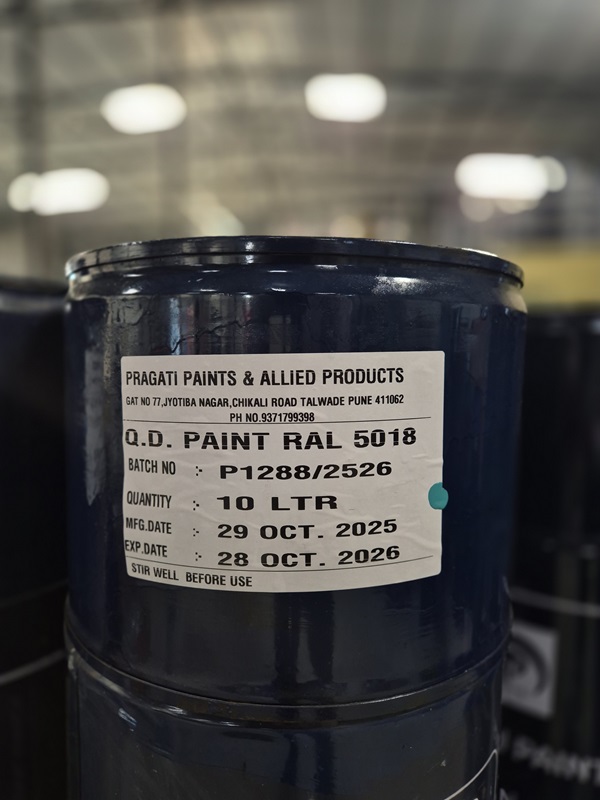 PRAGATI PAINTS & ALLIED PRODUCTS
GAT NO 77,JYOTIBA NAGAR,CHIKALI ROAD TALWADE PUNE 411062
PH NO.9371799398
Q.D. PAINT RAL 5018
BATCH NO :- P1288/2526
QUANTITY :- 10 LTR
MFG.DATE :- 29 OCT. 2025
EXP.DATE :- 28 OCT. 2026
STIR WELL BEFORE USE
PAINT